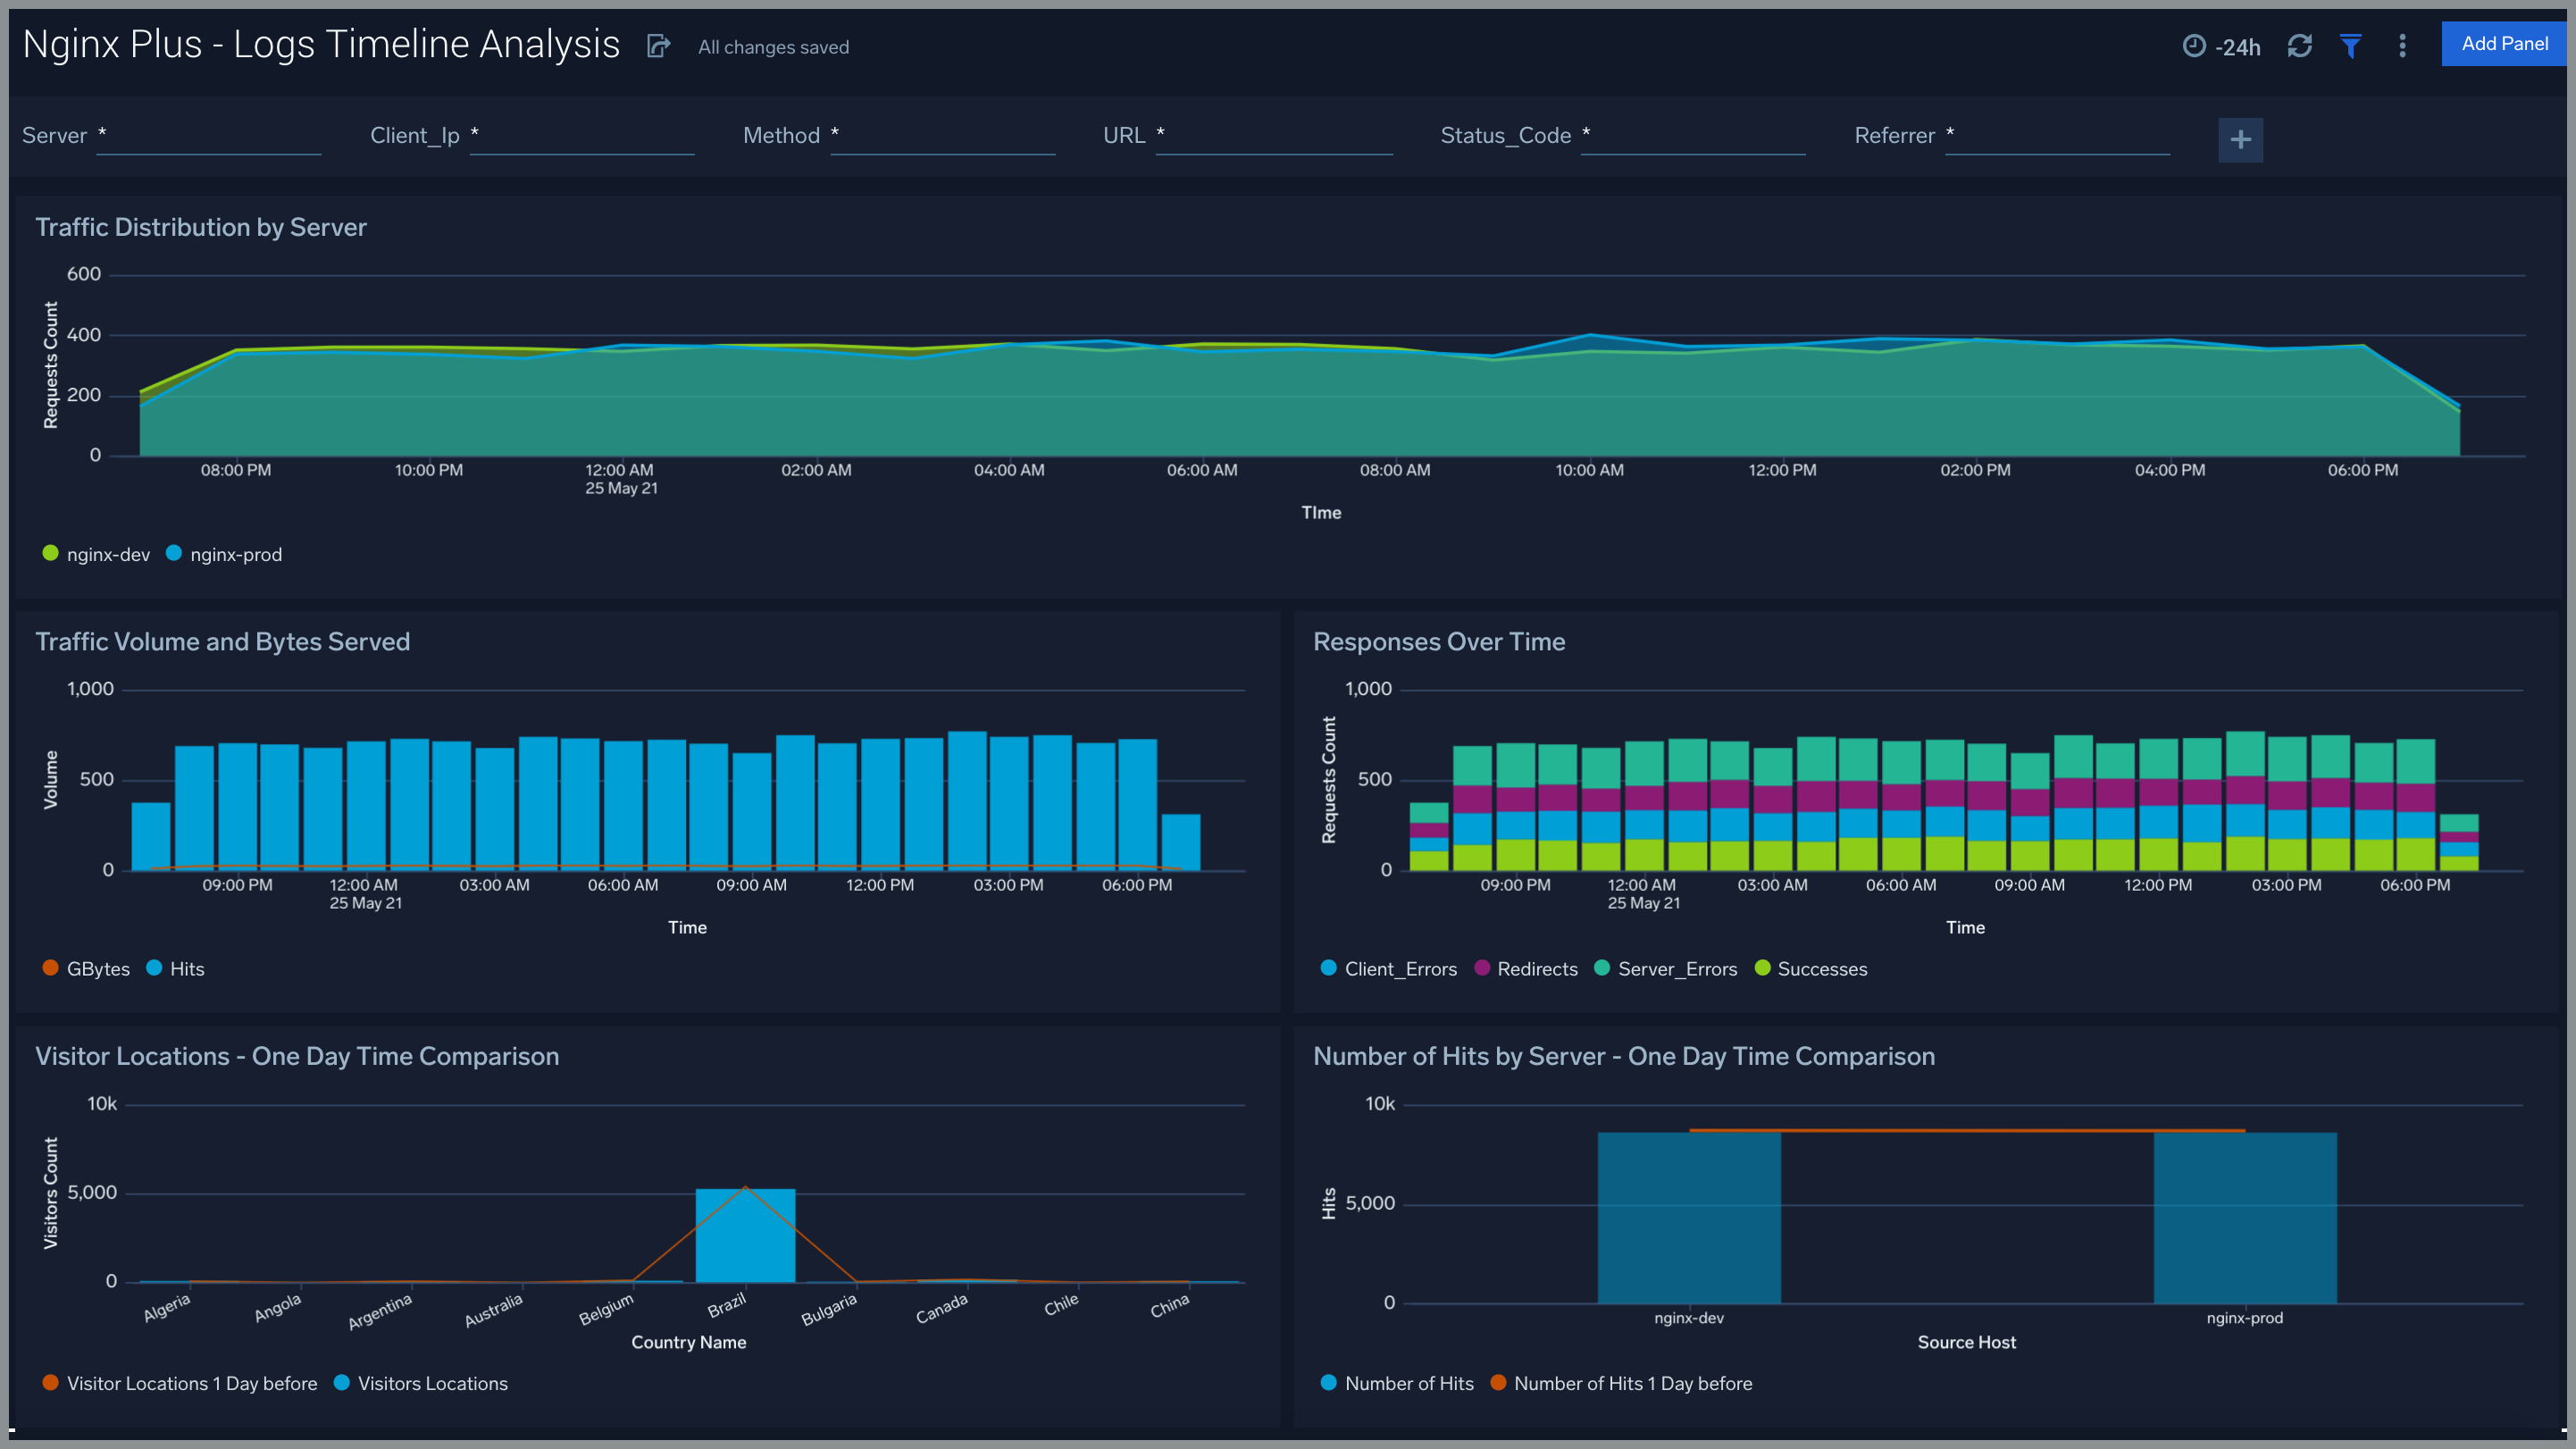 Nginx Plus - Logs Timeline Analysis
All changes saved
-24h
Add Panel
Server *
Client_Ip *
Method *
URL *
Status_Code *
Referrer *
+
Traffic Distribution by Server
Requests Count
600
400
200
0
08:00 PM 10:00 PM 12:00 AM 02:00 AM 04:00 AM 06:00 AM 08:00 AM 10:00 AM 12:00 PM 02:00 PM 04:00 PM 06:00 PM
25 May 21
TIme
nginx-dev nginx-prod
Traffic Volume and Bytes Served
Volume
1,000
500
0
09:00 PM 12:00 AM 03:00 AM 06:00 AM 09:00 AM 12:00 PM 03:00 PM 06:00 PM
25 May 21
Time
GBytes Hits
Responses Over Time
Requests Count
1,000
500
0
09:00 PM 12:00 AM 03:00 AM 06:00 AM 09:00 AM 12:00 PM 03:00 PM 06:00 PM
25 May 21
Time
Client_Errors Redirects Server_Errors Successes
Visitor Locations - One Day Time Comparison
Visitors Count
10k
5,000
0
Algeria Angola Argentina Australia Belgium Brazil Bulgaria Canada Chile China
Country Name
Visitor Locations 1 Day before Visitors Locations
Number of Hits by Server - One Day Time Comparison
Hits
10k
5,000
0
nginx-dev nginx-prod
Source Host
Number of Hits Number of Hits 1 Day before